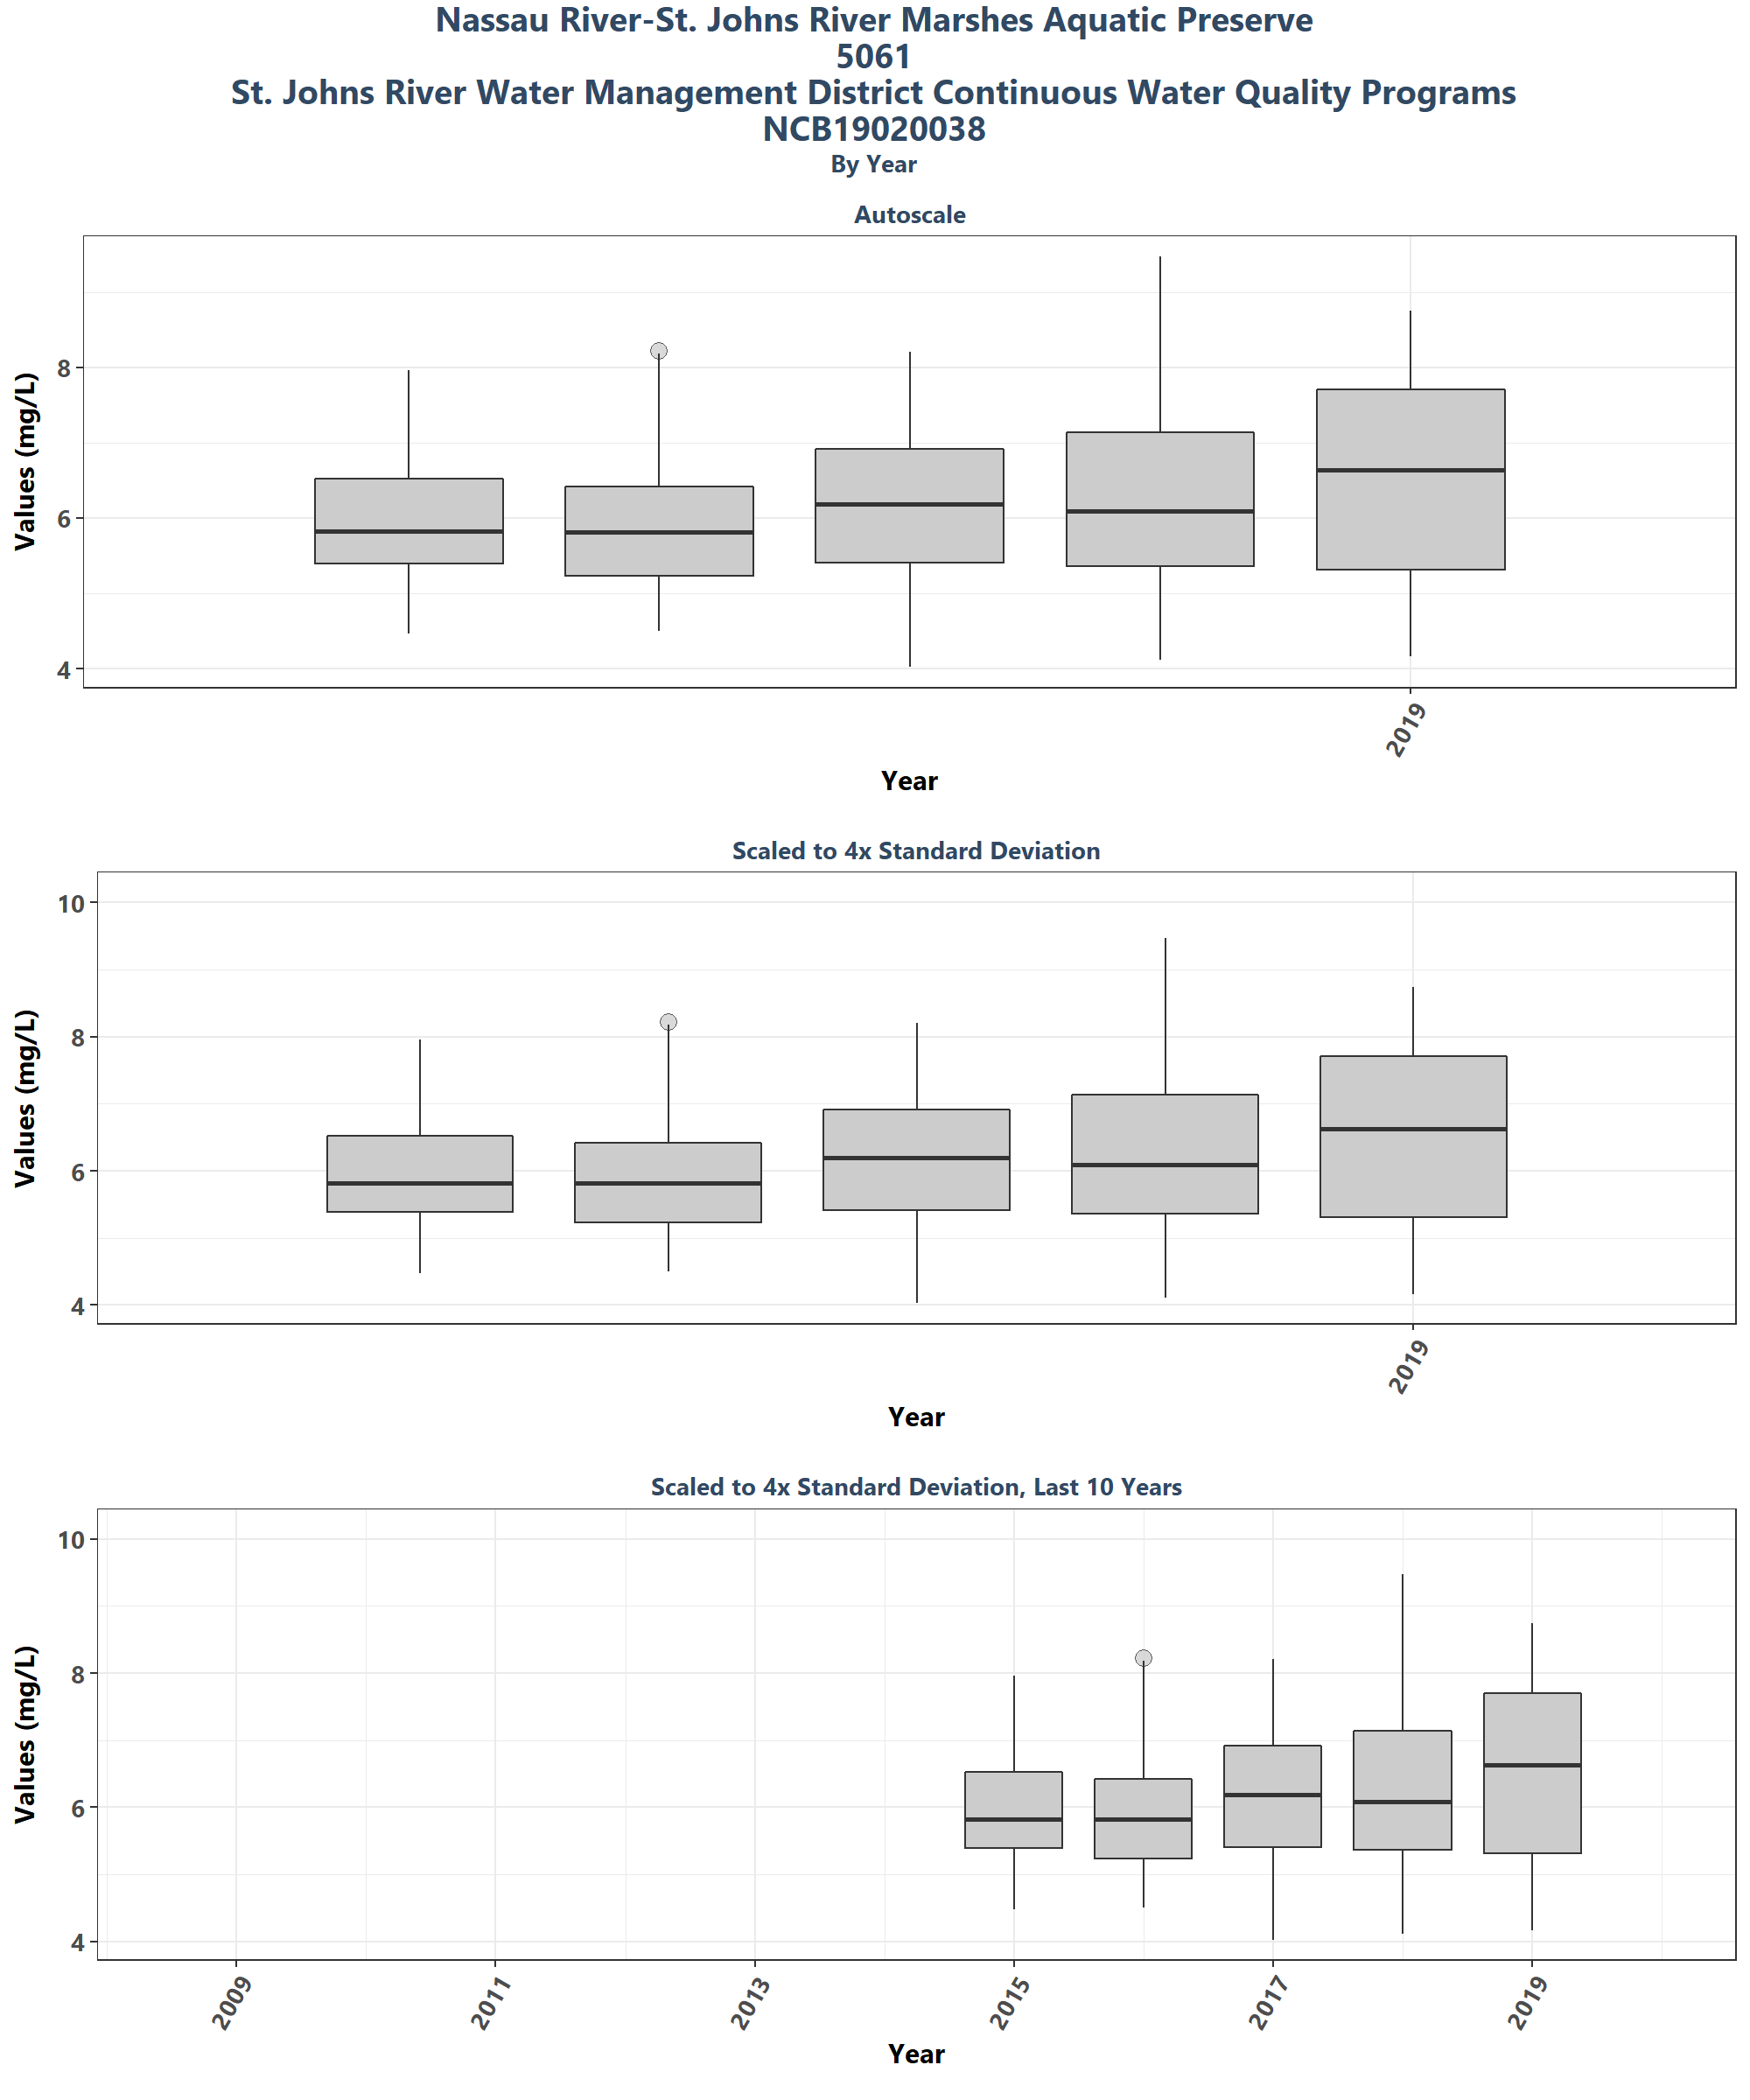 Nassau River-St. Johns River Marshes Aquatic Preserve
5061
St. Johns River Water Management District Continuous Water Quality Programs
NCB19020038
By Year
Autoscale
Values (mg/L)
8
6
4
2019
Year
Scaled to 4x Standard Deviation
Values (mg/L)
10
8
6
4
2019
Year
Scaled to 4x Standard Deviation, Last 10 Years
Values (mg/L)
10
8
6
4
2009 2011 2013 2015 2017 2019
Year